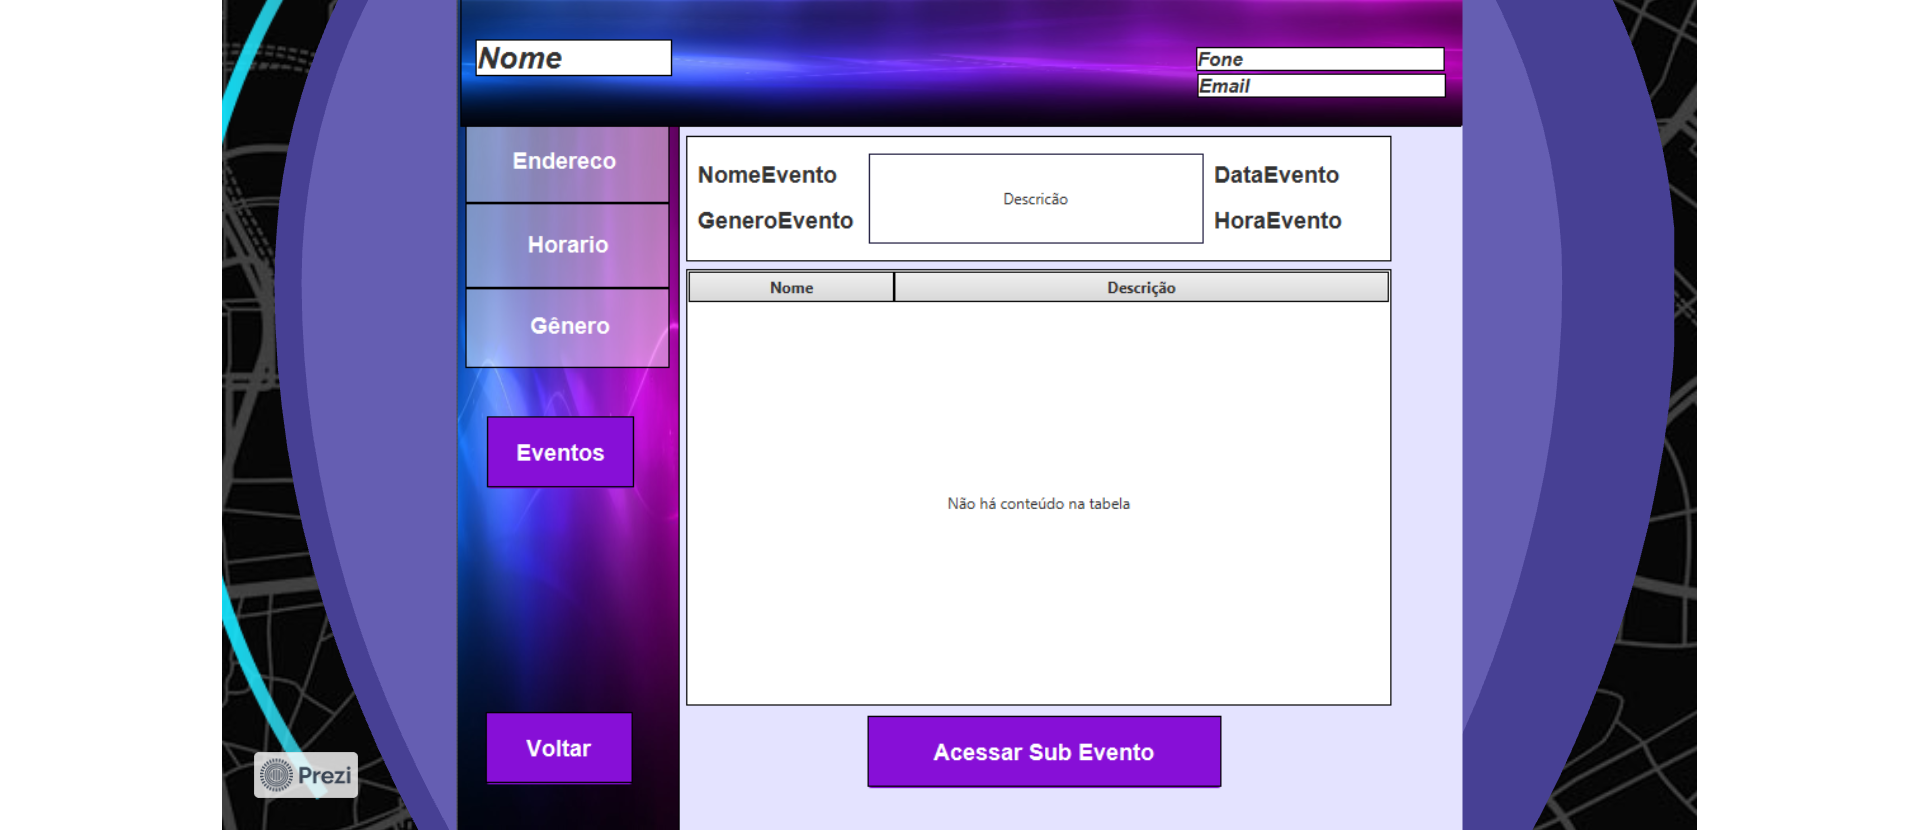 Nome
Fone
Email
Endereco
Horario
Gênero
Eventos
Voltar
NomeEvento
GeneroEvento
Descricão
DataEvento
HoraEvento
Nome Descrição
Não há conteúdo na tabela
Acessar Sub Evento
Prezi